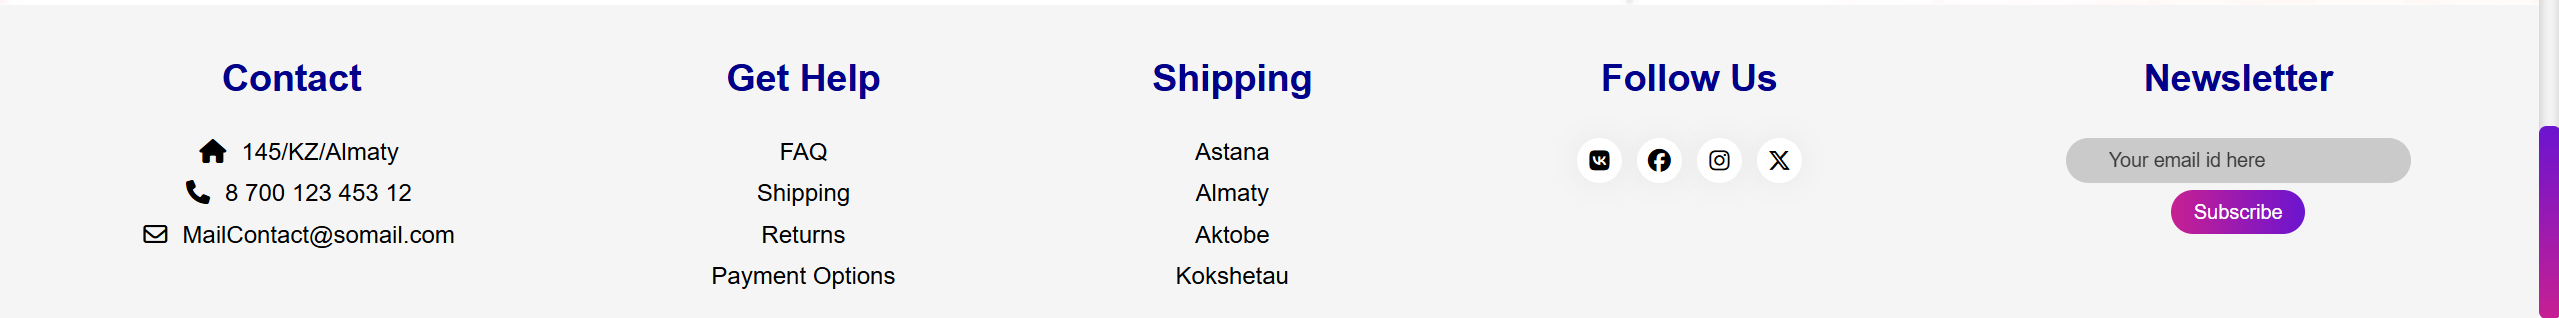 Contact
145/KZ/Almaty
8 700 123 453 12
MailContact@somail.com
Get Help
FAQ
Shipping
Returns
Payment Options
Shipping
Astana
Almaty
Aktobe
Kokshetau
Follow Us
Newsletter
Your email id here
Subscribe